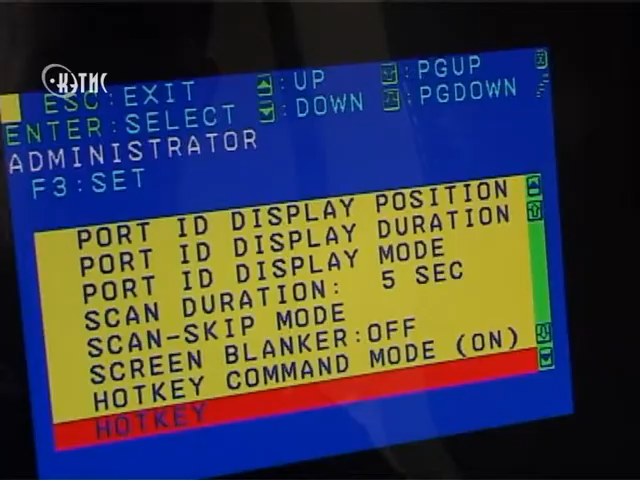 КЭТИС
ESC:EXIT :UP :PGUP
ENTER:SELECT :DOWN :PGDOWN
ADMINISTRATOR
F3:SET
PORT ID DISPLAY POSITION
PORT ID DISPLAY DURATION
PORT ID DISPLAY MODE
SCAN DURATION: 5 SEC
SCAN-SKIP MODE
SCREEN BLANKER:OFF
HOTKEY COMMAND MODE (ON)
HOTKEY